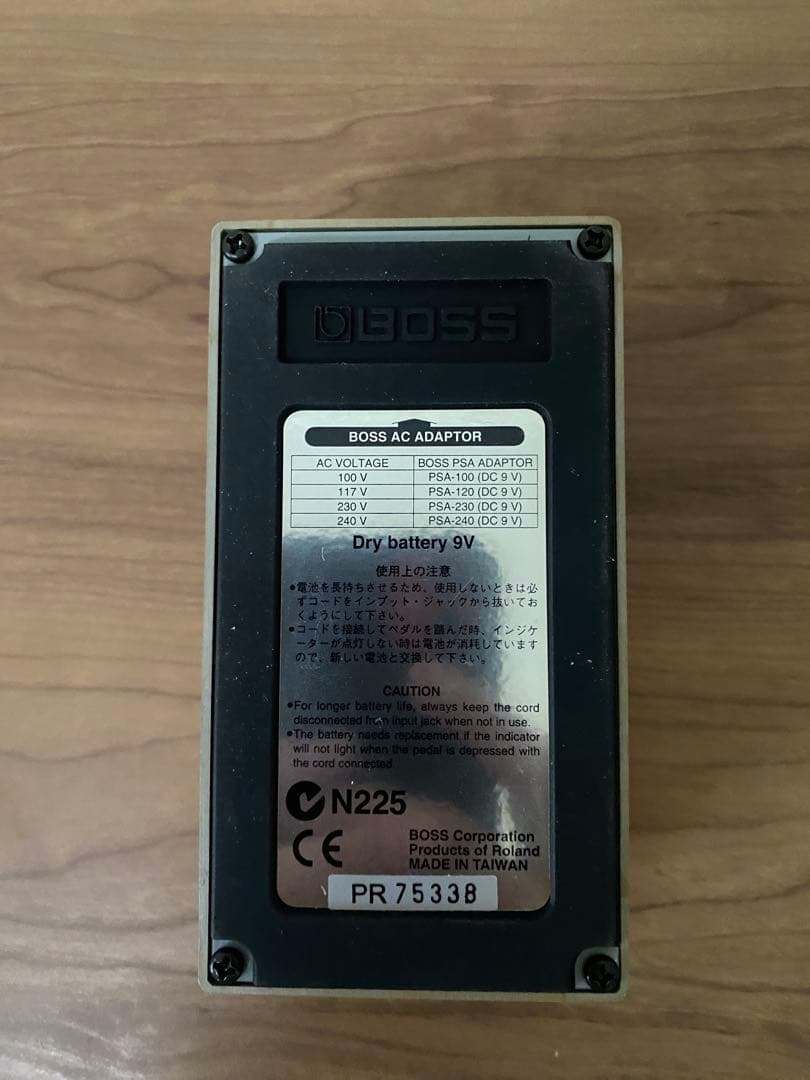 BOSS
BOSS AC ADAPTOR
AC VOLTAGE BOSS PSA ADAPTOR
100 V PSA-100 (DC 9 V)
117 V PSA-120 (DC 9 V)
230 V PSA-230 (DC 9 V)
240 V PSA-240 (DC 9 V)
Dry battery 9V
使用上の注意
●電池を長持ちさせるため、使用しないときは必
ずコードをインプット・ジャックから抜いてお
くようにして下さい。
●コードを接続してペダルを踏んだ時、インジケ
ーターが点灯しない時は電池が消耗しています
ので、新しい電池と交換して下さい。
CAUTION
●For longer battery life, always keep the cord
disconnected from input jack when not in use.
●The battery needs replacement if the indicator
will not light when the pedal is depressed with
the cord connected
N225
CE
BOSS Corporation
Products of Roland
MADE IN TAIWAN
PR 75338